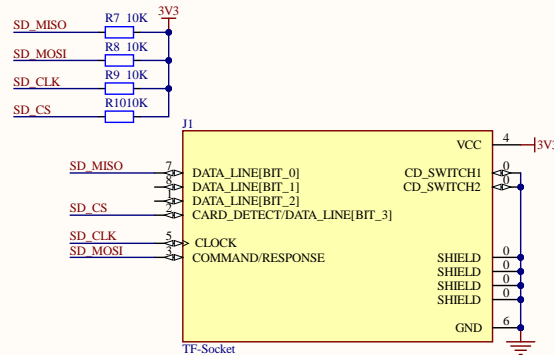 R7 10K 3V3
SD_MISO
R8 10K
SD_MOSI
R9 10K
SD_CLK
R1010K
SD_CS
J1
VCC 4 3V3
SD_MISO 7 DATA_LINE[BIT_0] CD_SWITCH1 0
8 DATA_LINE[BIT_1] CD_SWITCH2 0
1 DATA_LINE[BIT_2]
SD_CS 2 CARD_DETECT/DATA_LINE[BIT_3]
SD_CLK 5 CLOCK
SD_MOSI 3 COMMAND/RESPONSE SHIELD 0
SHIELD 0
SHIELD 0
SHIELD 0
GND 6
TF-Socket